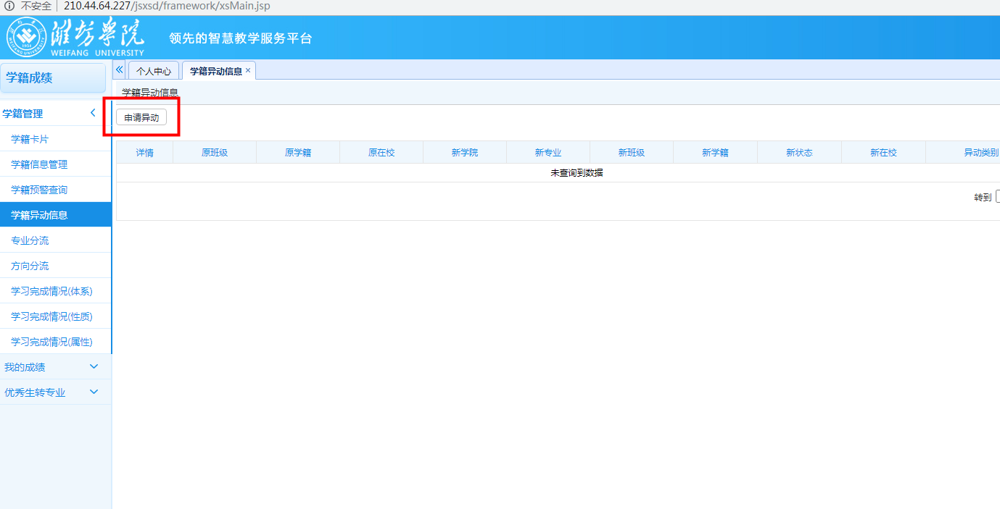 不安全 210.44.64.227/jsxsd/framework/xsMain.jsp
潍坊学院
WEIFANG UNIVERSITY
领先的智慧教学服务平台
学籍成绩
个人中心 学籍异动信息 ×
学籍异动信息
申请异动
学籍管理
学籍卡片
学籍信息管理
学籍预警查询
学籍异动信息
专业分流
方向分流
学习完成情况(体系)
学习完成情况(性质)
学习完成情况(属性)
我的成绩
优秀生转专业
详情 原班级 原学籍 原在校 新学院 新专业 新班级 新学籍 新状态 新在校 异动类别
未查询到数据
转到